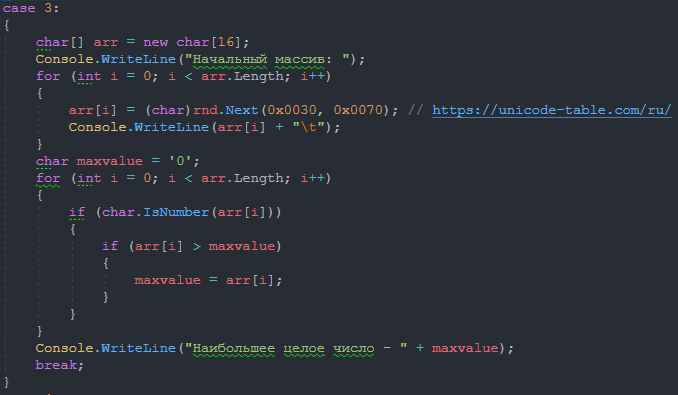 case 3:
{
char[] arr = new char[16];
Console.WriteLine("Начальный массив: ");
for (int i = 0; i < arr.Length; i++)
{
arr[i] = (char)rnd.Next(0x0030, 0x0070); // https://unicode-table.com/ru/
Console.WriteLine(arr[i] + "\t");
}
char maxvalue = '0';
for (int i = 0; i < arr.Length; i++)
{
if (char.IsNumber(arr[i]))
{
if (arr[i] > maxvalue)
{
maxvalue = arr[i];
}
}
}
Console.WriteLine("Наибольшее целое число - " + maxvalue);
break;
}